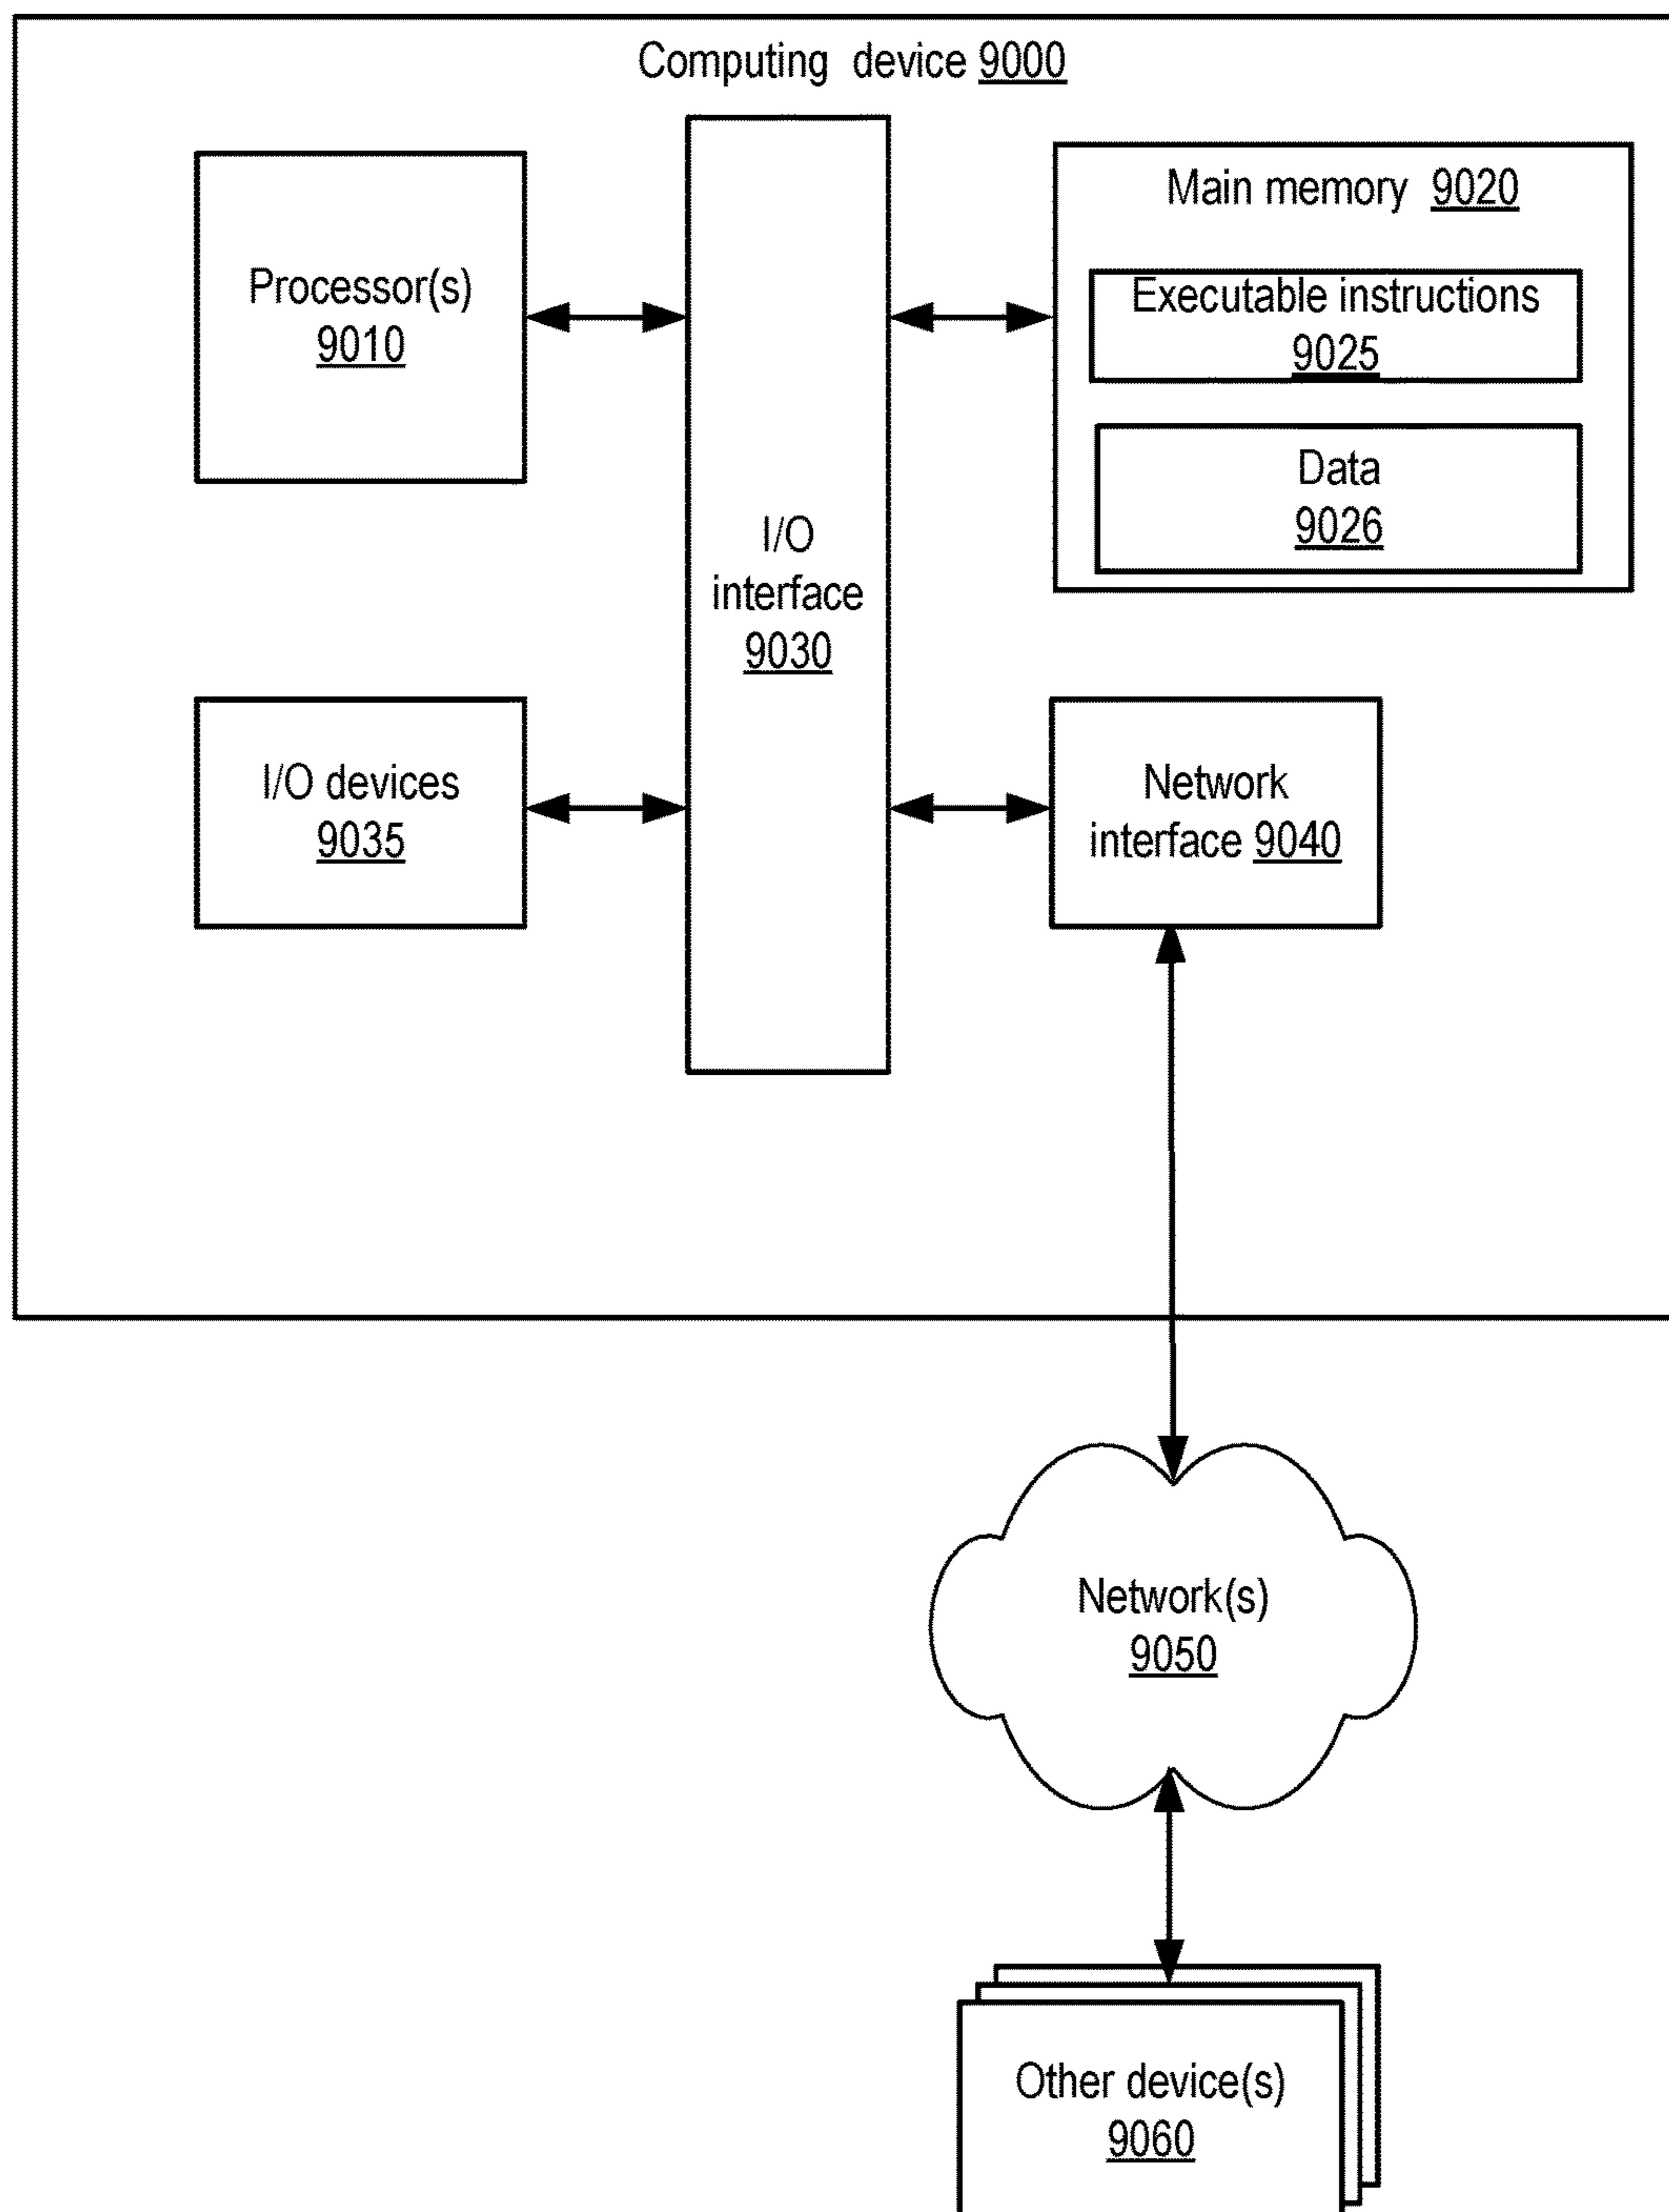 Computing device 9000
Processor(s)
9010
I/O
interface
9030
Main memory 9020
Executable instructions
9025
Data
9026
I/O devices
9035
Network
interface 9040
Network(s)
9050
Other device(s)
9060